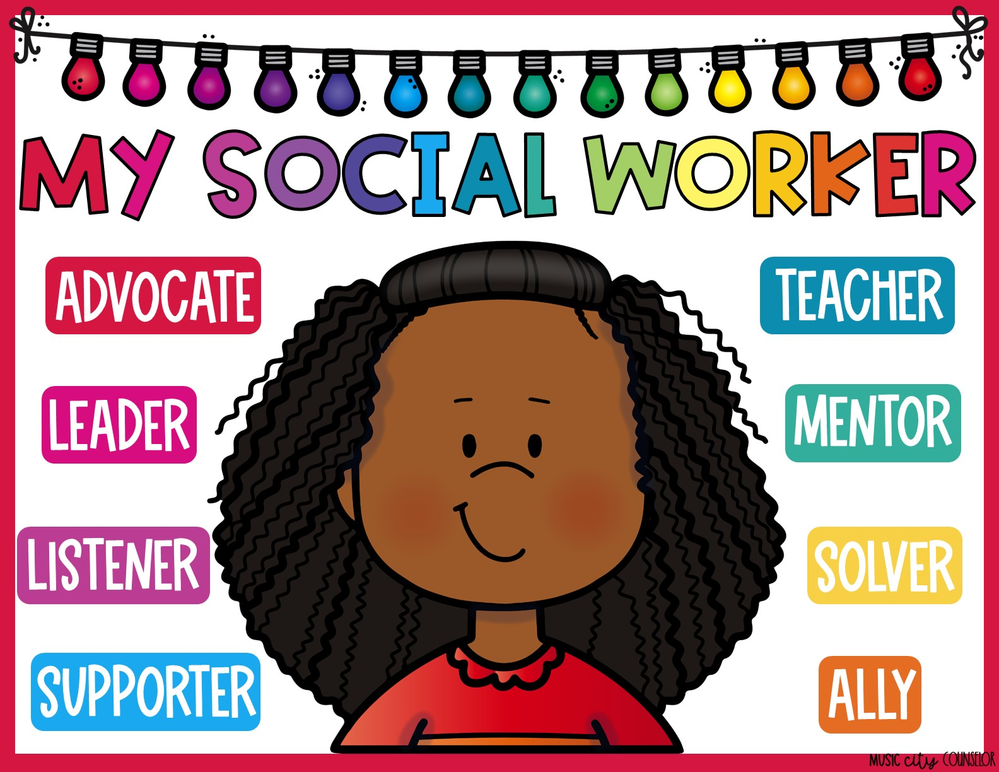 MY SOCIAL WORKER
ADVOCATE
LEADER
LISTENER
SUPPORTER
TEACHER
MENTOR
SOLVER
ALLY
MUSIC city COUNSELOR